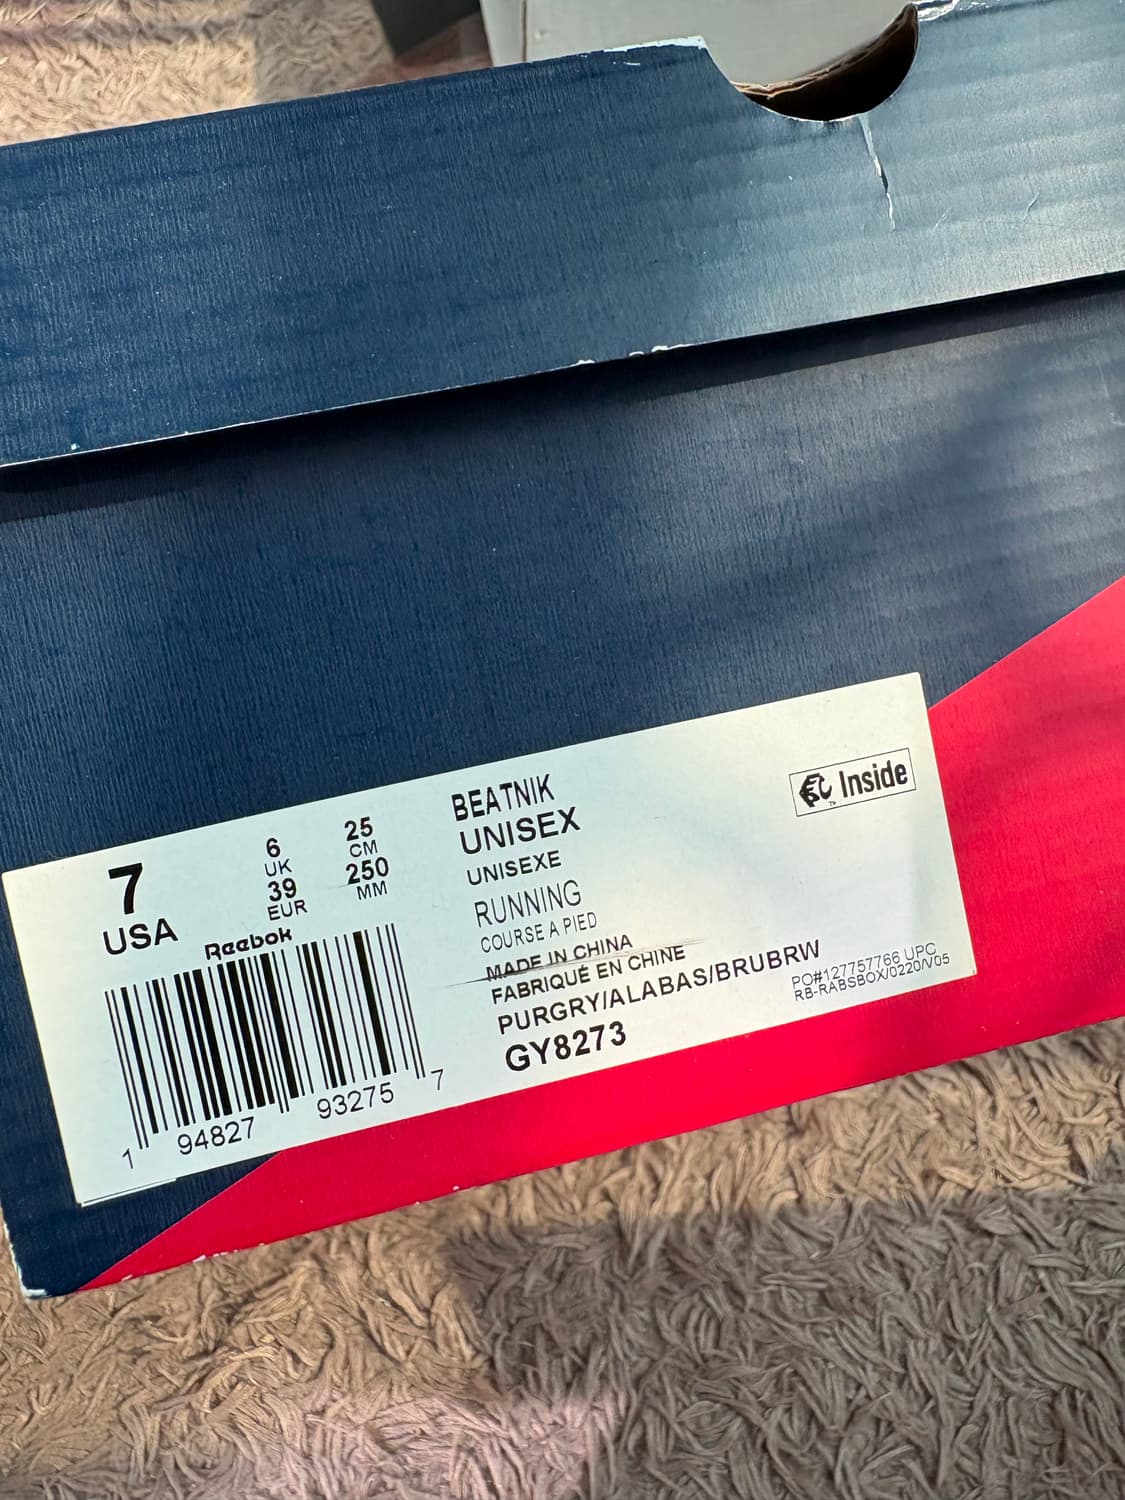 7
USA
6
UK
39
EUR
25
CM
250
MM
Reebok
1 94827 93275 7
BEATNIK
UNISEX
UNISEXE
RUNNING
COURSE A PIED
MADE IN CHINA
FABRIQUÉ EN CHINE
PURGRY/ALABAS/BRUBRW
GY8273
Inside
TM
PO#127757766 UPC
RB-RABSBOX/0220/V05